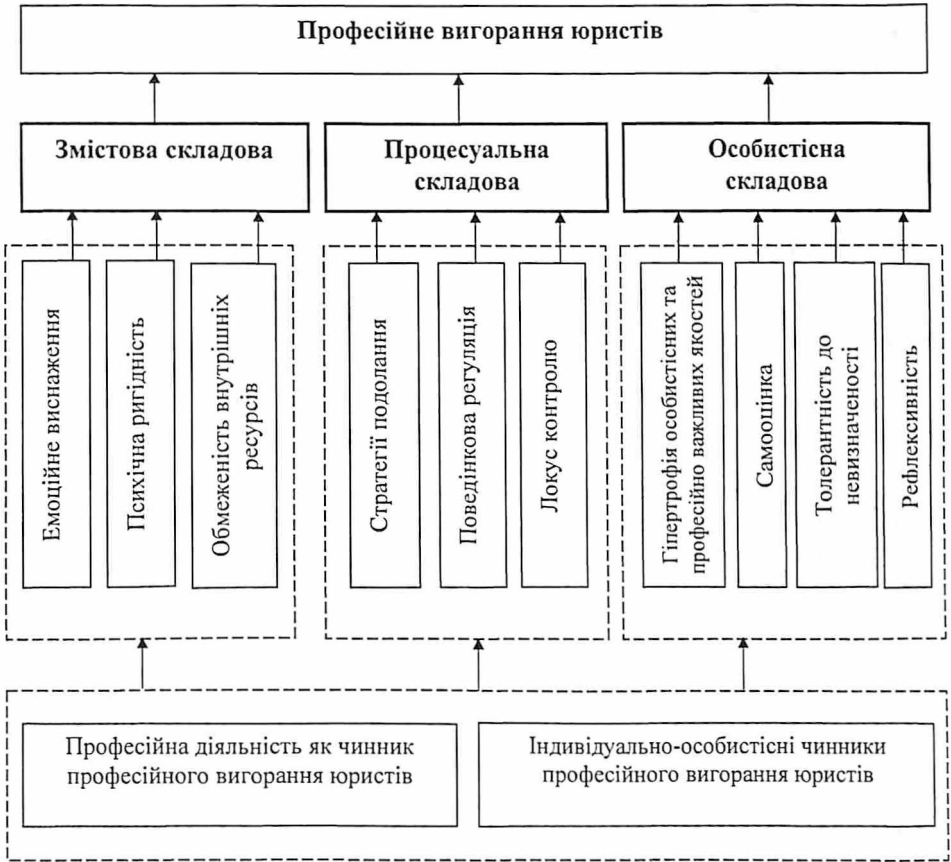 Професійне вигорання юристів
Змістова складова
Процесуальна
складова
Особистісна
складова
Емоційне виснаження
Психічна ригідність
Обмеженість внутрішніх
ресурсів
Стратегії подолання
Поведінкова регуляція
Локус контролю
Гіпертрофія особистісних та
професійно важливих якостей
Самооцінка
Толерантність до
невизначеності
Рефлексивність
Професійна діяльність як чинник
професійного вигорання юристів
Індивідуально-особистісні чинники
професійного вигорання юристів